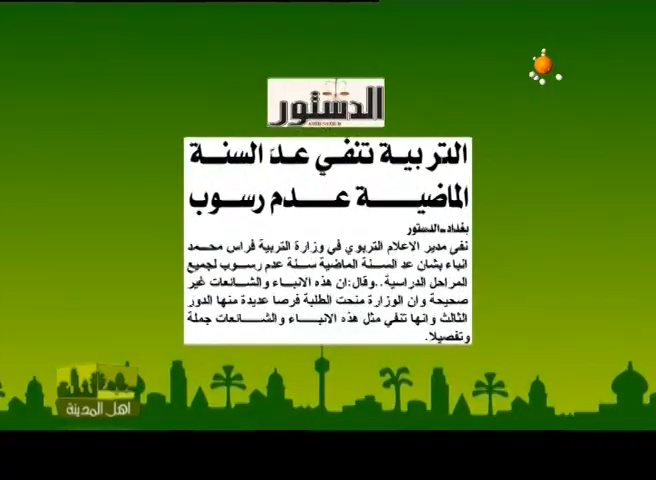 الدستور
التربية تنفي عدّ السنة
الماضية عدم رسوب
بغداد-الدستور
نفى مدير الاعلام التربوي في وزارة التربية فراس محمد
انباء بشان عد السنة الماضية سنة عدم رسوب لجميع
المراحل الدراسية..وقال:ان هذه الانباء والشائعات غير
صحيحة وان الوزارة منحت الطلبة فرصا عديدة منها الدور
الثالث وانها تنفي مثل هذه الانباء والشائعات جملة
وتفصيلا.
اهل المدينة